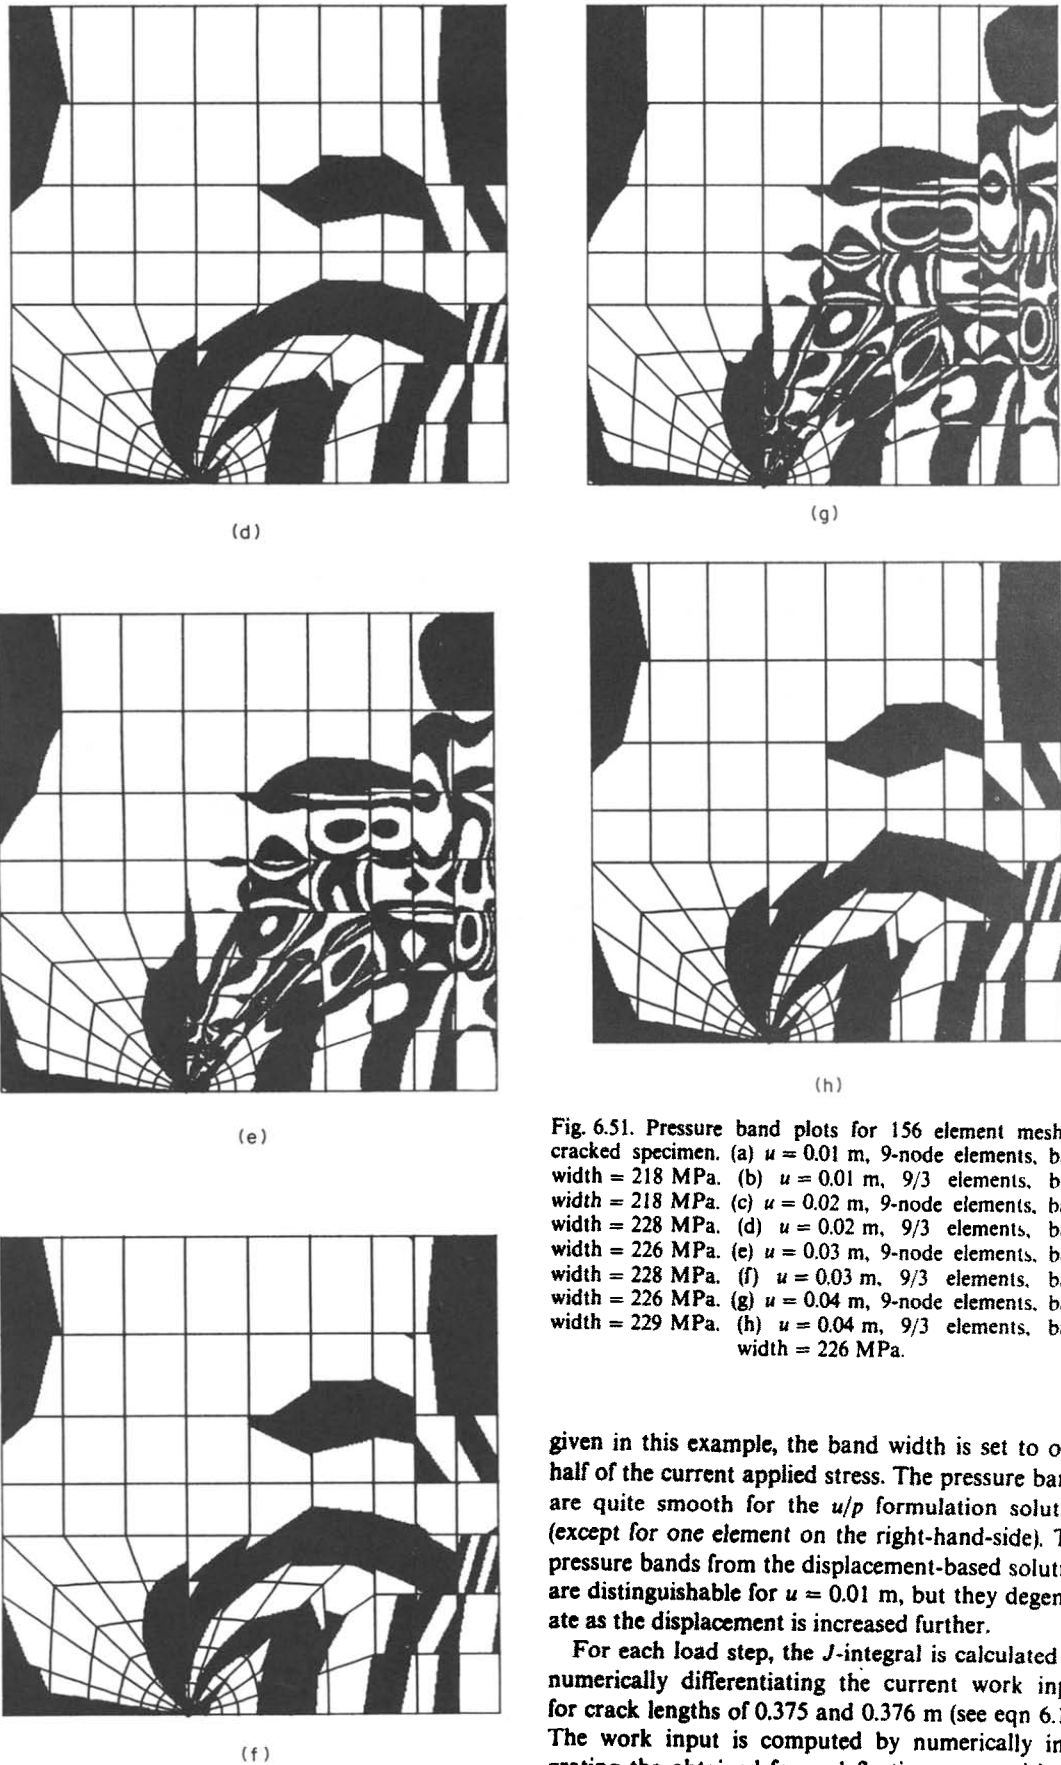 (d)
(g)
(e)
(h)
(f)
Fig. 6.51. Pressure band plots for 156 element mesh
cracked specimen. (a) u = 0.01 m, 9-node elements, b
width = 218 MPa. (b) u = 0.01 m, 9/3 elements, b
width = 218 MPa. (c) u = 0.02 m, 9-node elements, b
width = 228 MPa. (d) u = 0.02 m, 9/3 elements, b
width = 226 MPa. (e) u = 0.03 m, 9-node elements, b
width = 228 MPa. (f) u = 0.03 m, 9/3 elements, b
width = 226 MPa. (g) u = 0.04 m, 9-node elements, b
width = 229 MPa. (h) u = 0.04 m, 9/3 elements, b
width = 226 MPa.
given in this example, the band width is set to o
half of the current applied stress. The pressure ba
are quite smooth for the u/p formulation solut
(except for one element on the right-hand-side). T
pressure bands from the displacement-based soluti
are distinguishable for u = 0.01 m, but they degen
ate as the displacement is increased further.
For each load step, the J-integral is calculated
numerically differentiating the current work inp
for crack lengths of 0.375 and 0.376 m (see eqn 6.
The work input is computed by numerically in